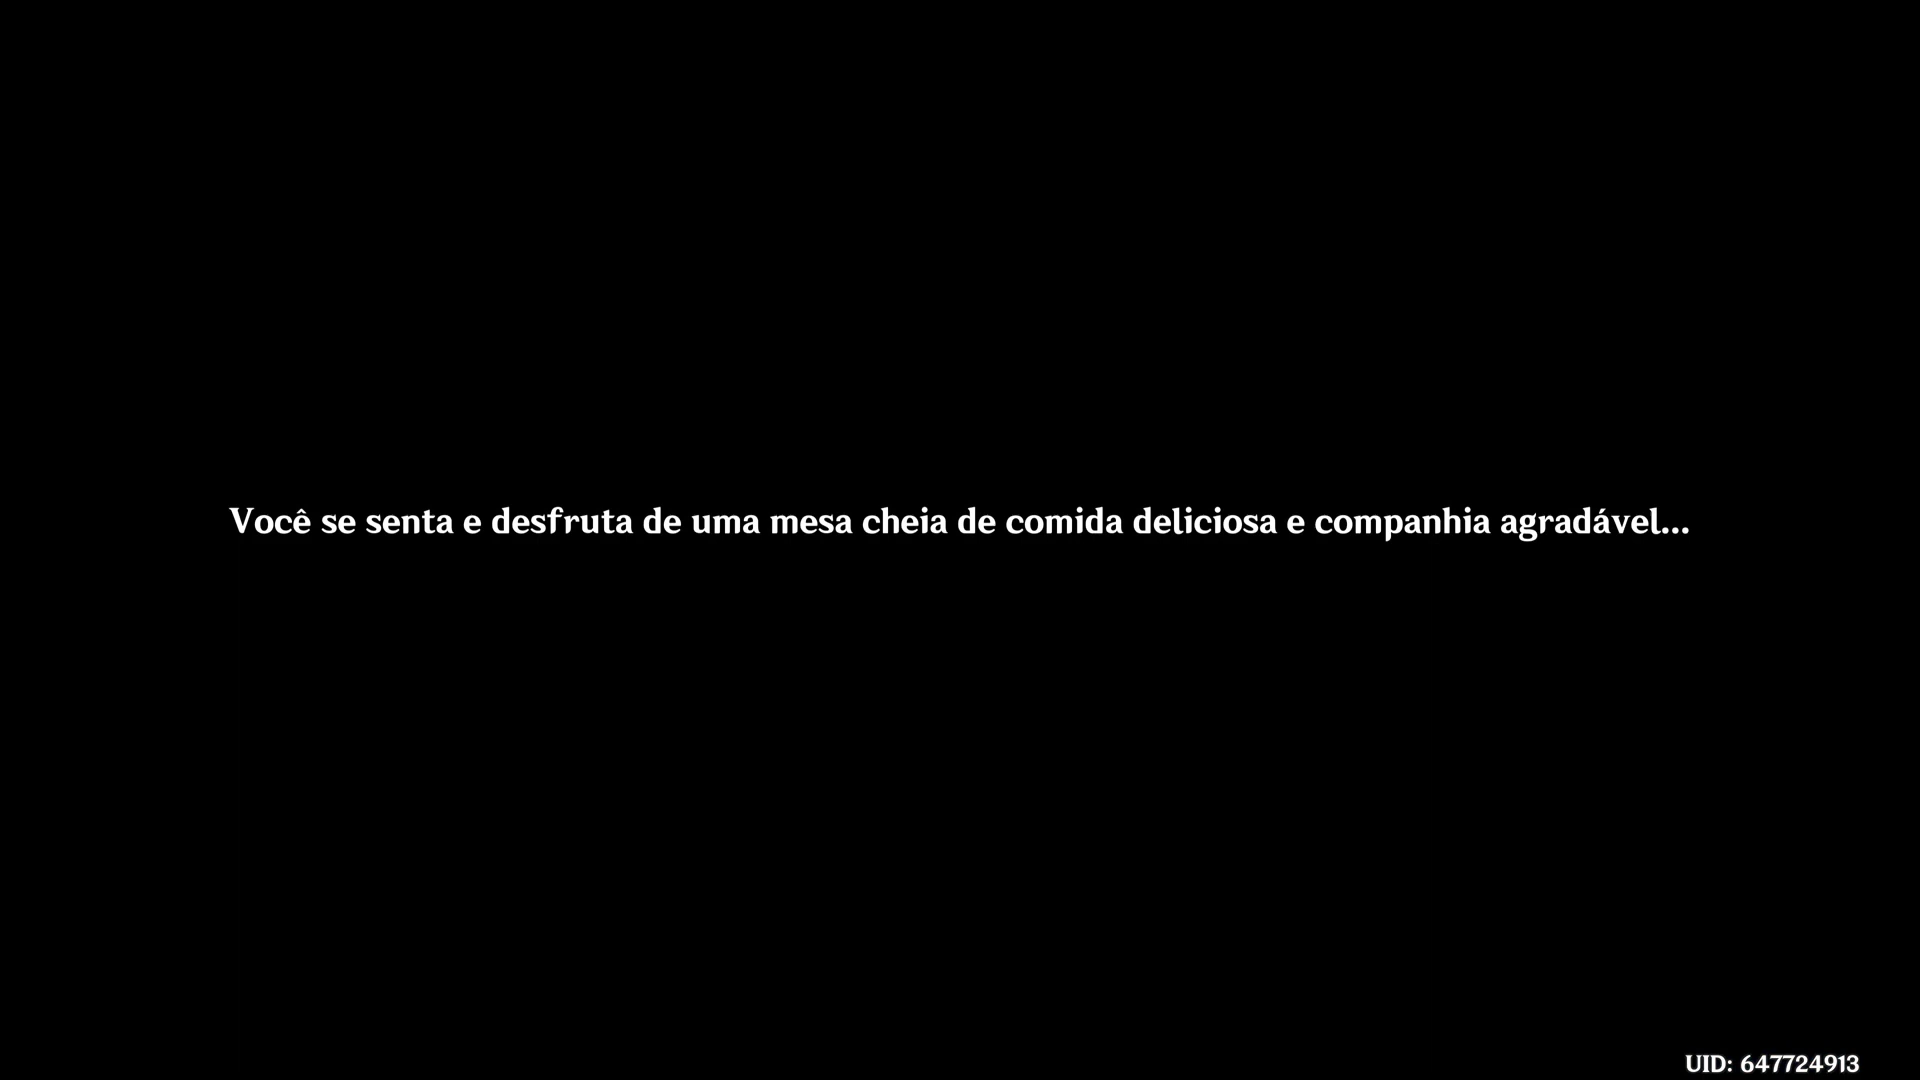 Você se senta e desfruta de uma mesa cheia de comida deliciosa e companhia agradável...
UID: 647724913